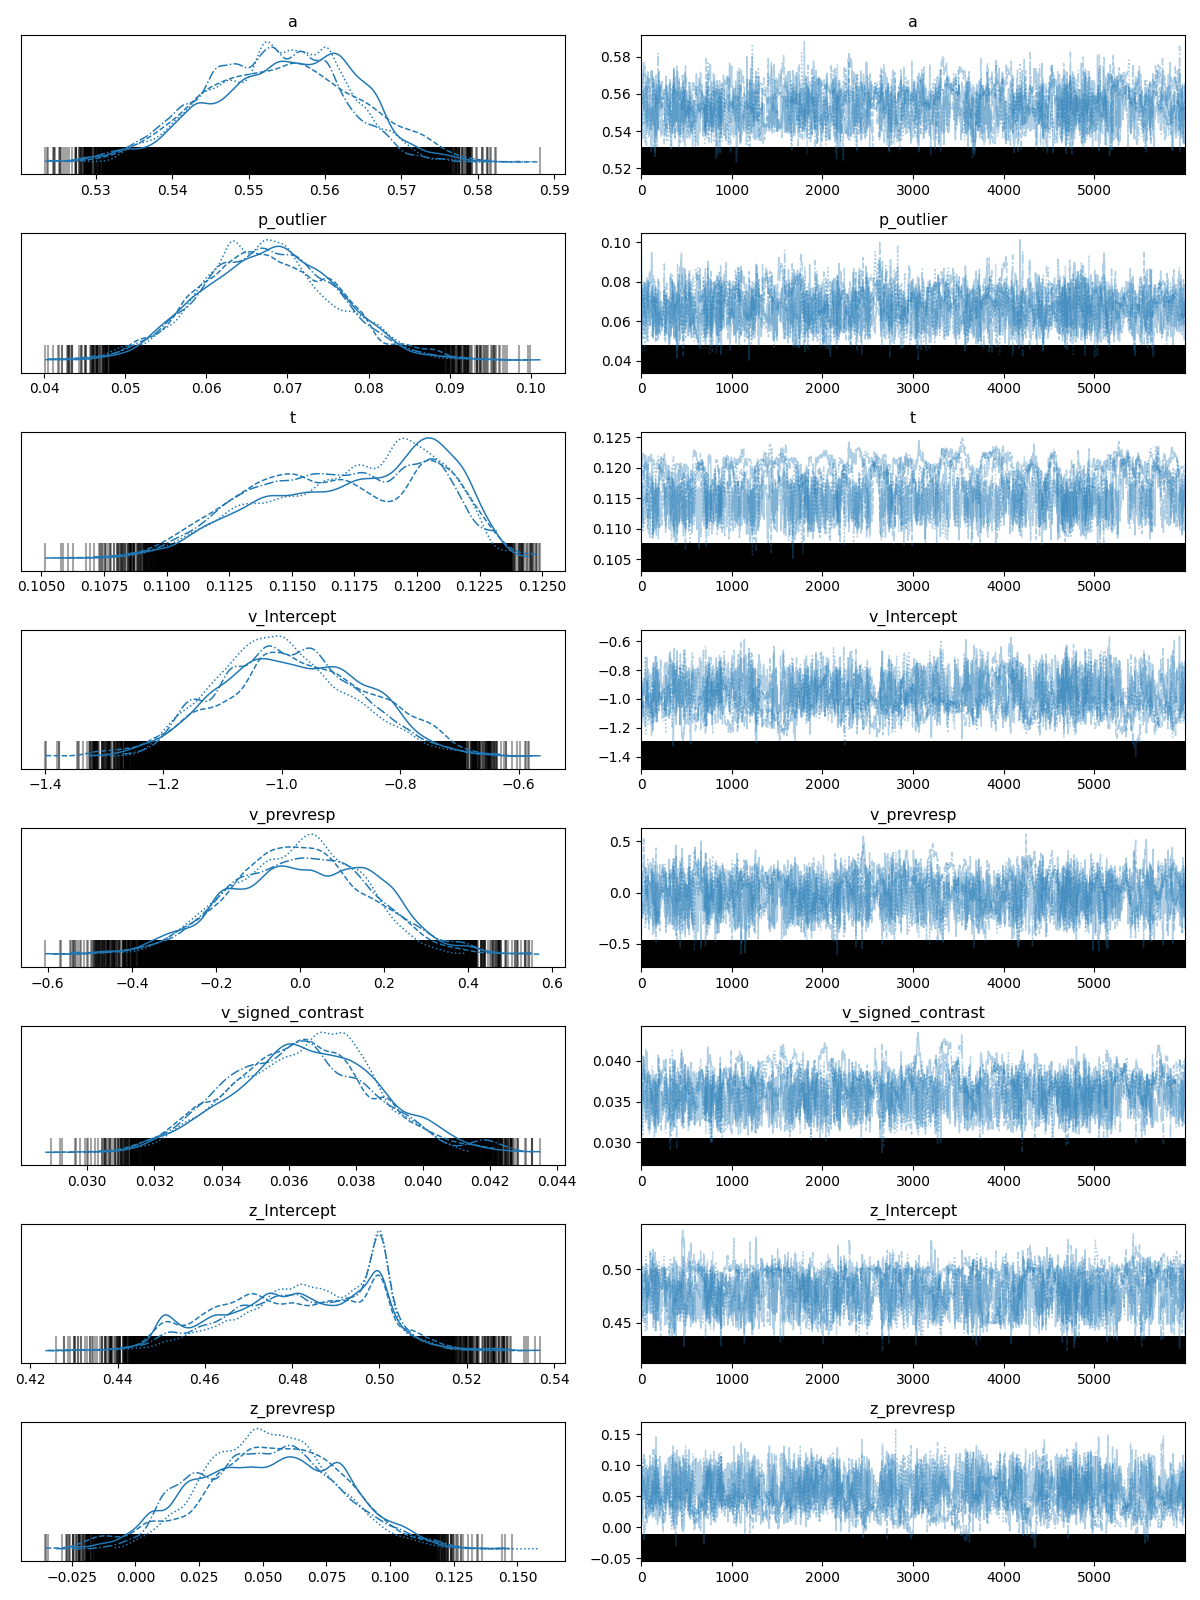 a a
0.58
0.56
0.54
0.52
0.53 0.54 0.55 0.56 0.57 0.58 0.59 0 1000 2000 3000 4000 5000
p_outlier p_outlier
0.10
0.08
0.06
0.04
0.04 0.05 0.06 0.07 0.08 0.09 0.10 0 1000 2000 3000 4000 5000
t t
0.125
0.120
0.115
0.110
0.105
0.1050 0.1075 0.1100 0.1125 0.1150 0.1175 0.1200 0.1225 0.1250 0 1000 2000 3000 4000 5000
v_Intercept v_Intercept
−0.6
−0.8
−1.0
−1.2
−1.4
−1.4 −1.2 −1.0 −0.8 −0.6 0 1000 2000 3000 4000 5000
v_prevresp v_prevresp
0.5
0.0
−0.5
−0.6 −0.4 −0.2 0.0 0.2 0.4 0.6 0 1000 2000 3000 4000 5000
v_signed_contrast v_signed_contrast
0.040
0.035
0.030
0.030 0.032 0.034 0.036 0.038 0.040 0.042 0.044 0 1000 2000 3000 4000 5000
z_Intercept z_Intercept
0.50
0.45
0.42 0.44 0.46 0.48 0.50 0.52 0.54 0 1000 2000 3000 4000 5000
z_prevresp z_prevresp
0.15
0.10
0.05
0.00
−0.05
−0.025 0.000 0.025 0.050 0.075 0.100 0.125 0.150 0 1000 2000 3000 4000 5000